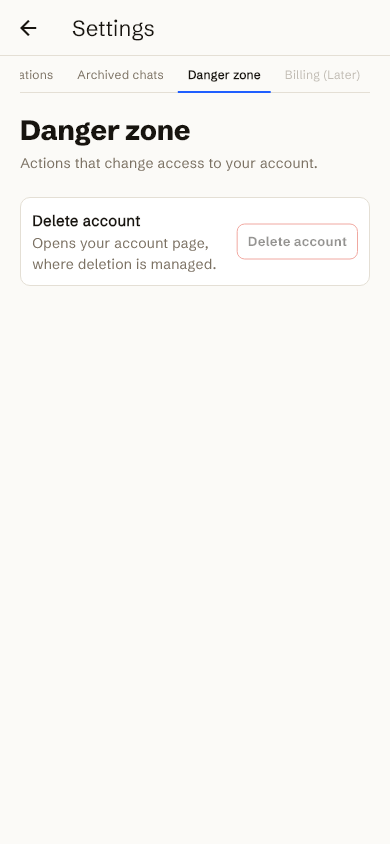 Settings
ations Archived chats Danger zone Billing (Later)
Danger zone
Actions that change access to your account.
Delete account
Opens your account page,
where deletion is managed.
Delete account